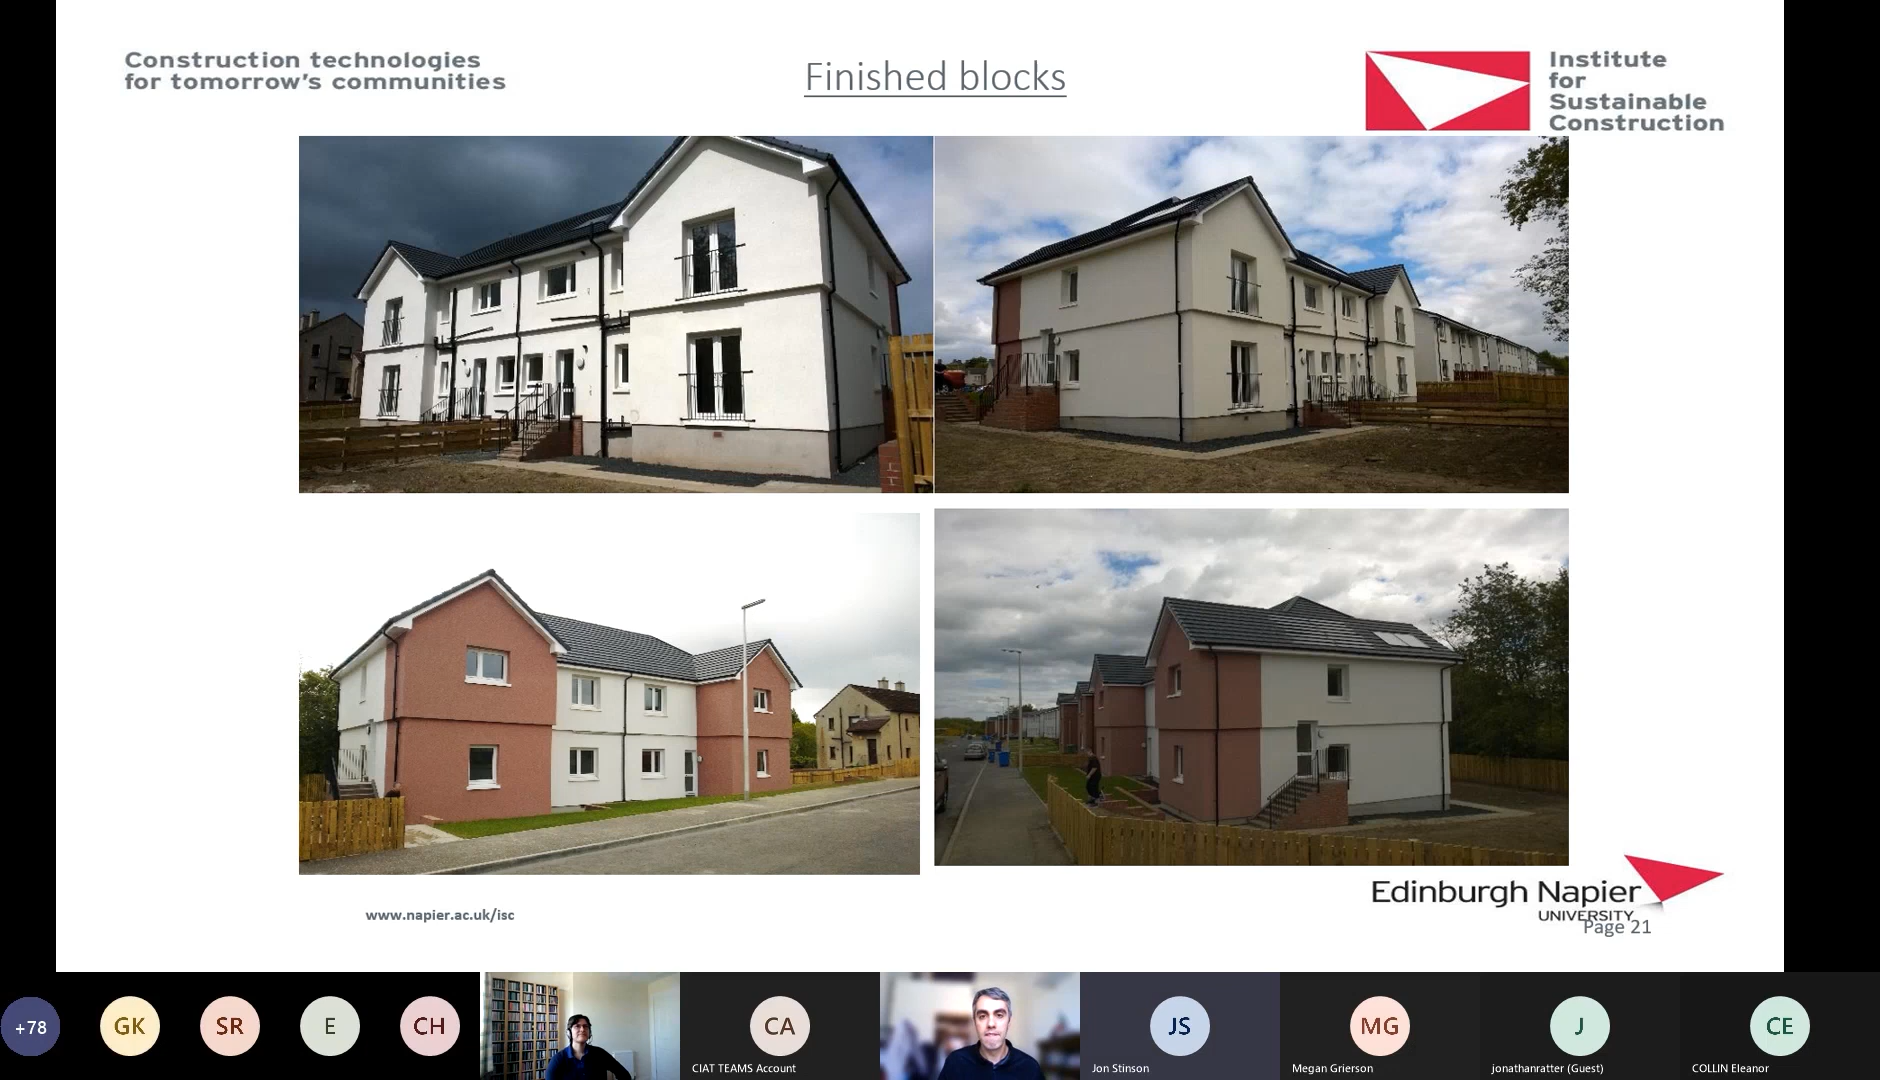 Construction technologies
for tomorrow's communities
Finished blocks
Institute
for
Sustainable
Construction
www.napier.ac.uk/isc
Edinburgh Napier
UNIVERSITY
Page 21
+78
GK
SR
E
CH
CA
CIAT TEAMS Account
JS
Jon Stinson
MG
Megan Grierson
J
jonathanratter (Guest)
CE
COLLIN Eleanor